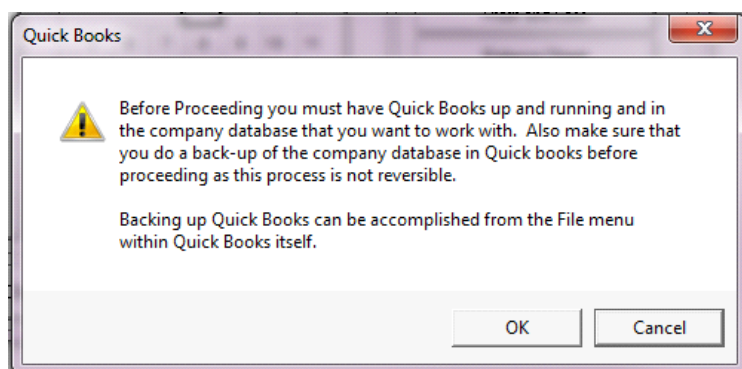 Quick Books
Before Proceeding you must have Quick Books up and running and in
the company database that you want to work with. Also make sure that
you do a back-up of the company database in Quick books before
proceeding as this process is not reversible.
Backing up Quick Books can be accomplished from the File menu
within Quick Books itself.
OK
Cancel